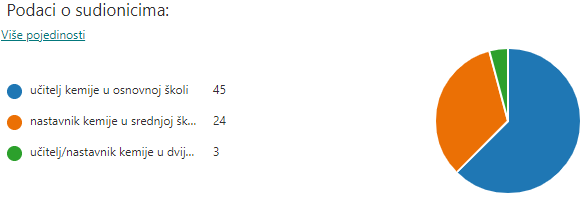 Podaci o sudionicima:
Više pojedinosti
učitelj kemije u osnovnoj školi 45
nastavnik kemije u srednjoj šk... 24
učitelj/nastavnik kemije u dvij... 3